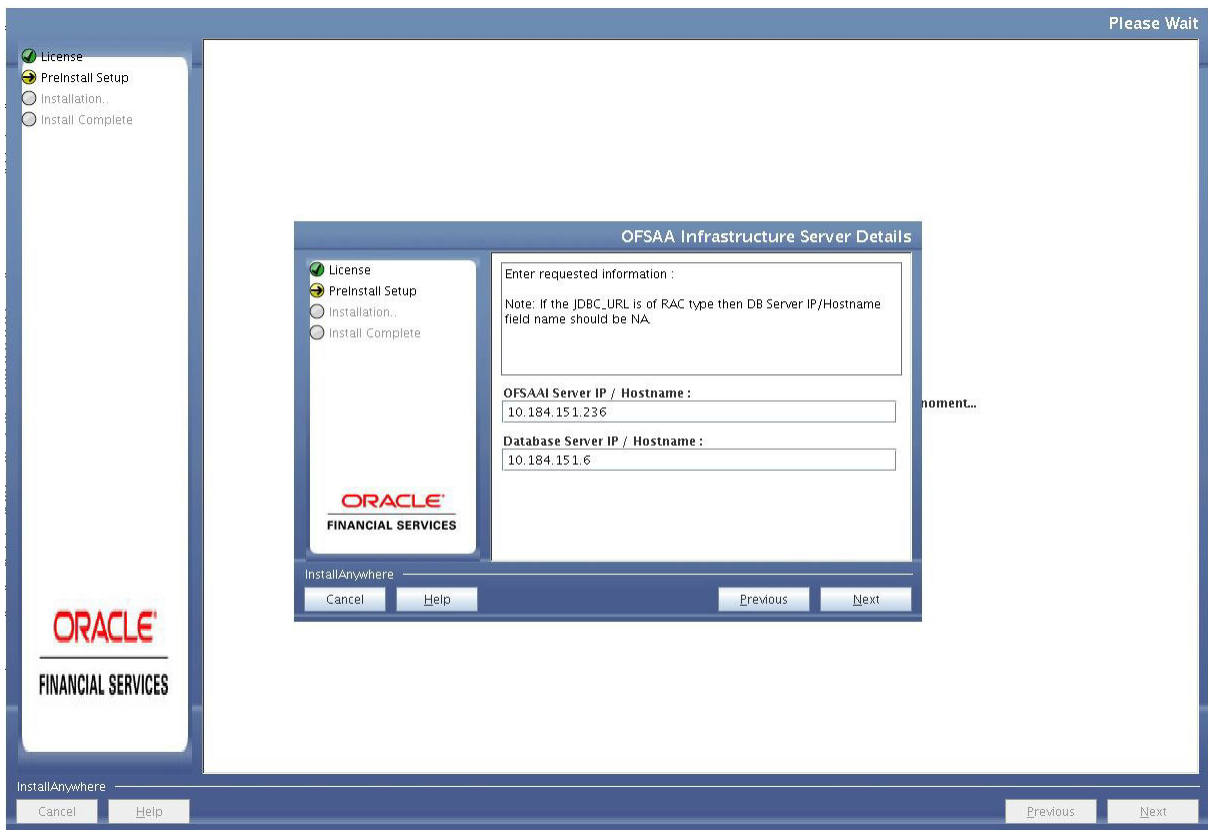 Please Wait
License
PreInstall Setup
Installation..
Install Complete
OFSAA Infrastructure Server Details
License
PreInstall Setup
Installation..
Install Complete
Enter requested information :
Note: If the JDBC_URL is of RAC type then DB Server IP/Hostname
field name should be NA.
OFSAAI Server IP / Hostname :
10.184.151.236
Database Server IP / Hostname :
10.184.151.6
ORACLE
FINANCIAL SERVICES
InstallAnywhere
Cancel Help Previous Next
moment...
ORACLE
FINANCIAL SERVICES
InstallAnywhere
Cancel Help Previous Next